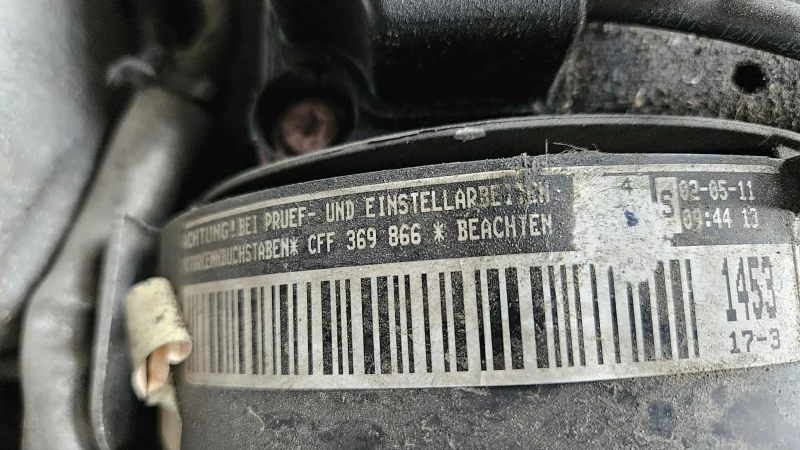 ACHTUNG!BEI PRUEF- UND EINSTELLARBEITEN
MOTORKENNBUCHSTABEN* CFF 369 866 * BEACHTEN
4
S
02-05-11
09:44 13
1453
17-3